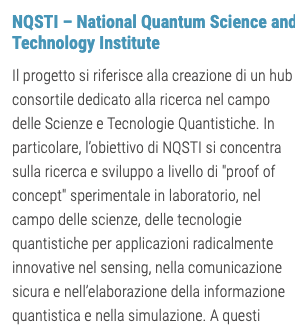 NQSTI – National Quantum Science and
Technology Institute
Il progetto si riferisce alla creazione di un hub
consortile dedicato alla ricerca nel campo
delle Scienze e Tecnologie Quantistiche. In
particolare, l’obiettivo di NQSTI si concentra
sulla ricerca e sviluppo a livello di "proof of
concept" sperimentale in laboratorio, nel
campo delle scienze, delle tecnologie
quantistiche per applicazioni radicalmente
innovative nel sensing, nella comunicazione
sicura e nell’elaborazione della informazione
quantistica e nella simulazione. A questi